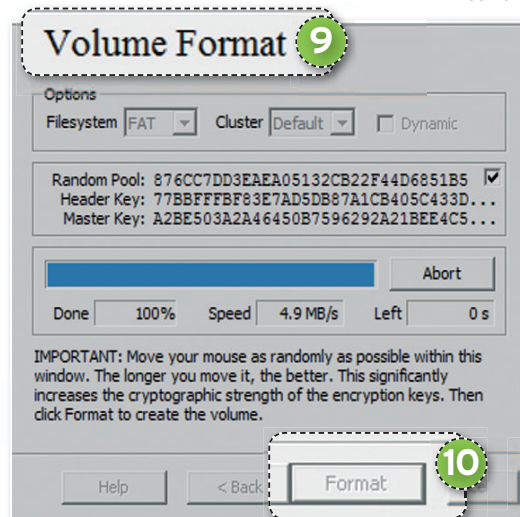 Volume Format 9
Options
Filesystem FAT Cluster Default Dynamic
Random Pool: 876CC7DD3EAEA05132CB22F44D6851B5
Header Key: 77BBFFFBF83E7AD5DB87A1CB405C433D...
Master Key: A2BE503A2A46450B7596292A21BEE4C5...
Abort
Done 100% Speed 4.9 MB/s Left 0 s
IMPORTANT: Move your mouse as randomly as possible within this
window. The longer you move it, the better. This significantly
increases the cryptographic strength of the encryption keys. Then
click Format to create the volume.
10
Help < Back Format